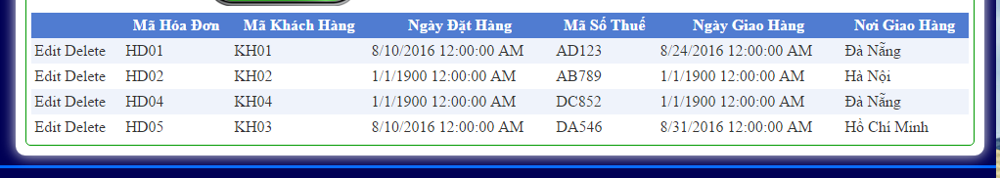 Mã Hóa Đơn Mã Khách Hàng Ngày Đặt Hàng Mã Số Thuế Ngày Giao Hàng Nơi Giao Hàng
Edit Delete HD01 KH01 8/10/2016 12:00:00 AM AD123 8/24/2016 12:00:00 AM Đà Nẵng
Edit Delete HD02 KH02 1/1/1900 12:00:00 AM AB789 1/1/1900 12:00:00 AM Hà Nội
Edit Delete HD04 KH04 1/1/1900 12:00:00 AM DC852 1/1/1900 12:00:00 AM Đà Nẵng
Edit Delete HD05 KH03 8/10/2016 12:00:00 AM DA546 8/31/2016 12:00:00 AM Hồ Chí Minh